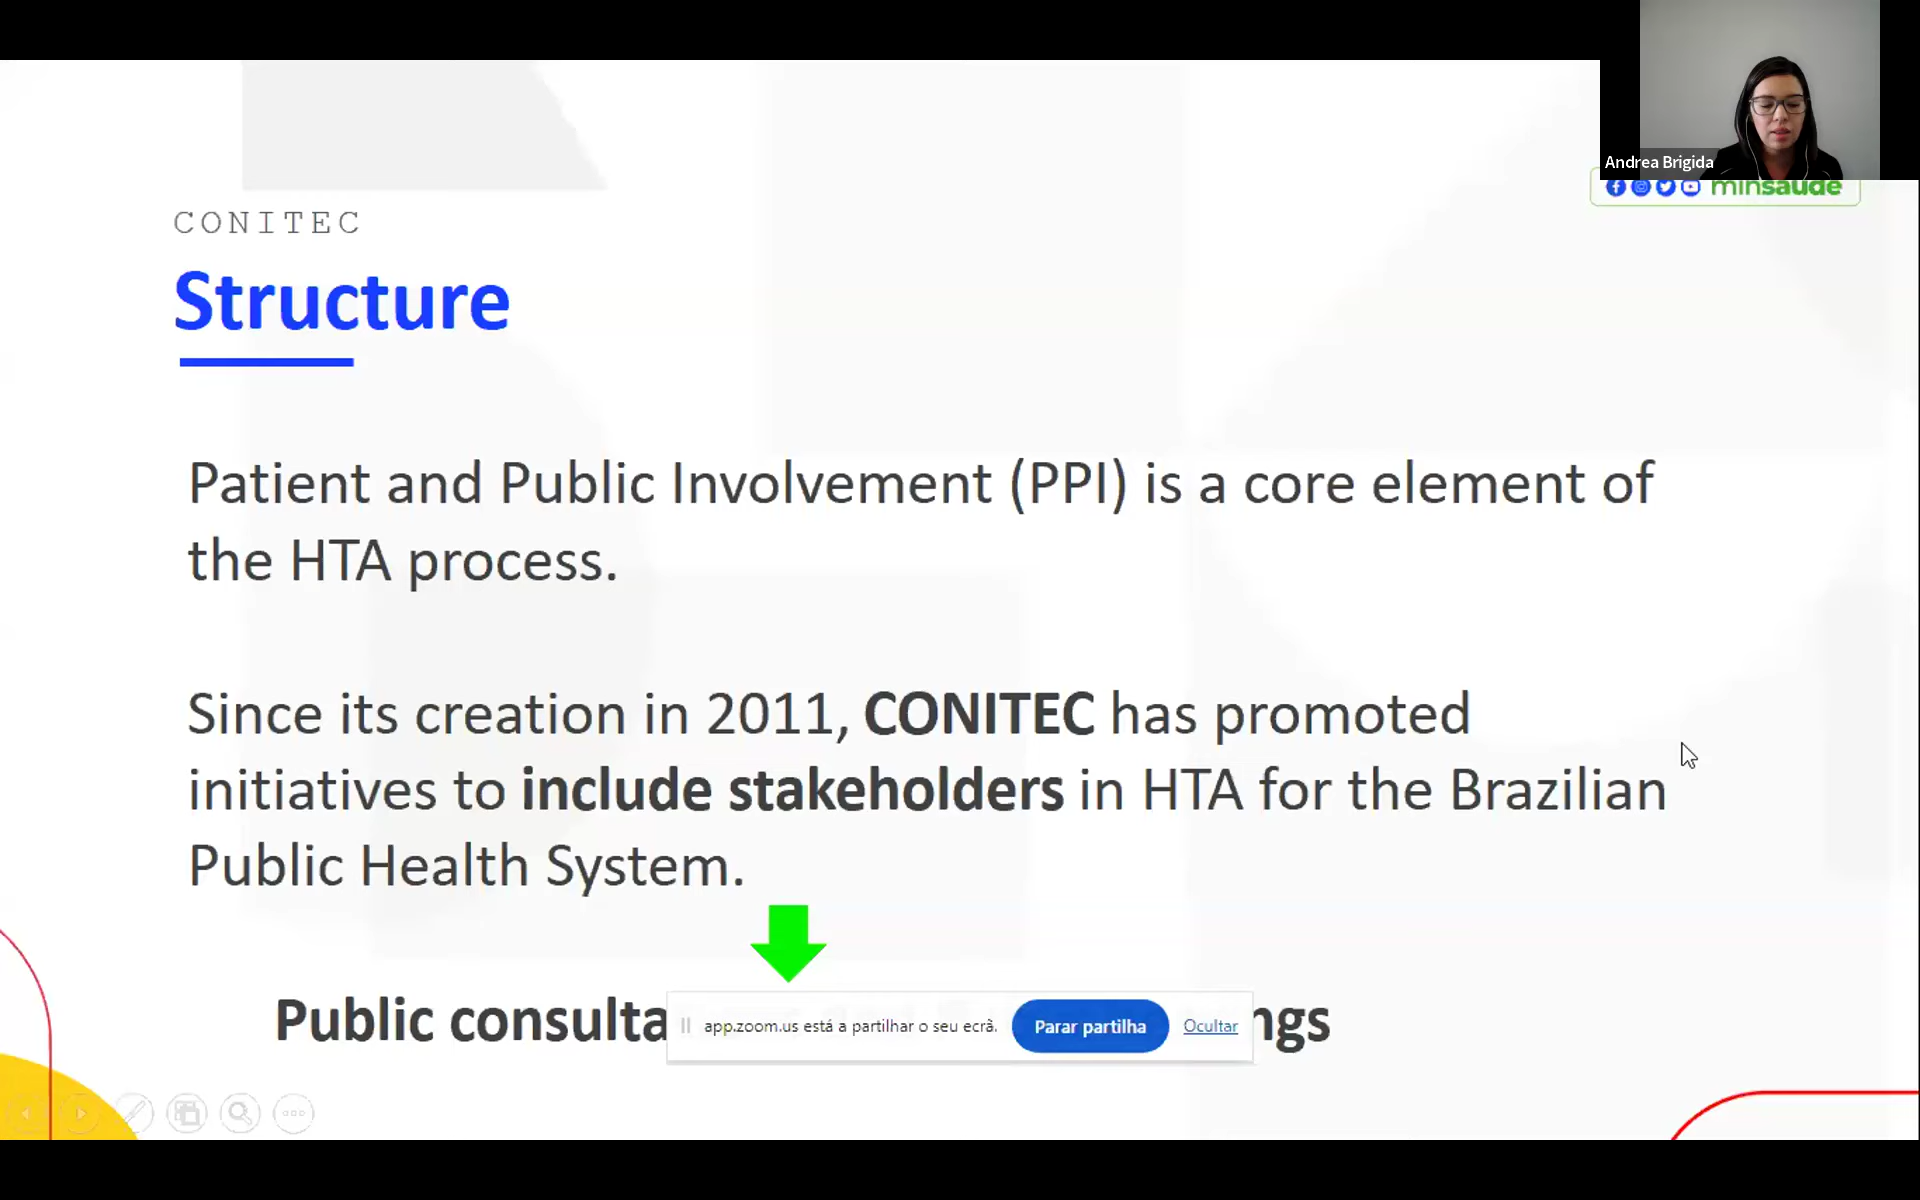 Andrea Brigida
minsaude
CONITEC
Structure
Patient and Public Involvement (PPI) is a core element of
the HTA process.
Since its creation in 2011, CONITEC has promoted
initiatives to include stakeholders in HTA for the Brazilian
Public Health System.
Public
app.zoom.us está a partilhar o seu ecrã. Parar partilha Ocultar